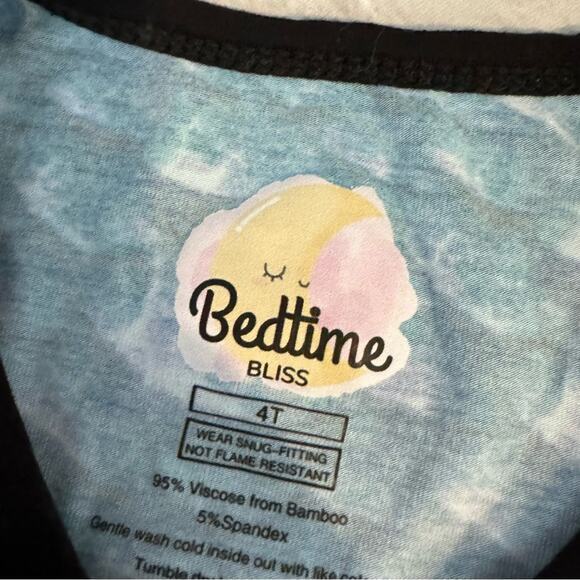 Bedtime
BLISS
4T
WEAR SNUG-FITTING
NOT FLAME RESISTANT
95% Viscose from Bamboo
5%Spandex
Gentle wash cold inside out with like
Tumble